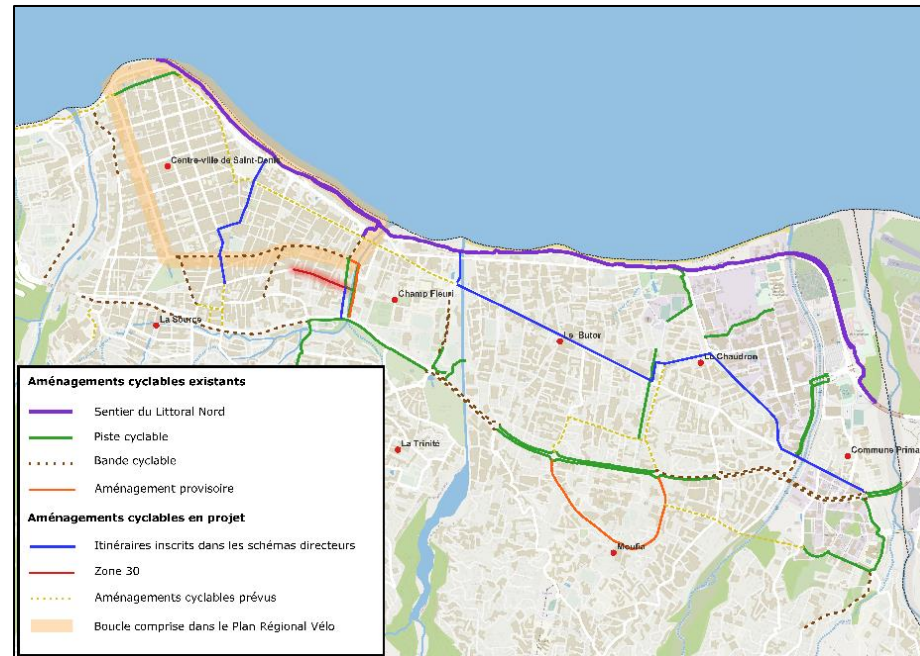 Centre-ville de Saint-Denis
La Source
Champ Fleuri
Le Butor
Le Chaudron
La Trinité
Commune Prima
Moufia
Aménagements cyclables existants
Sentier du Littoral Nord
Piste cyclable
Bande cyclable
Aménagement provisoire
Aménagements cyclables en projet
Itinéraires inscrits dans les schémas directeurs
Zone 30
Aménagements cyclables prévus
Boucle comprise dans le Plan Régional Vélo